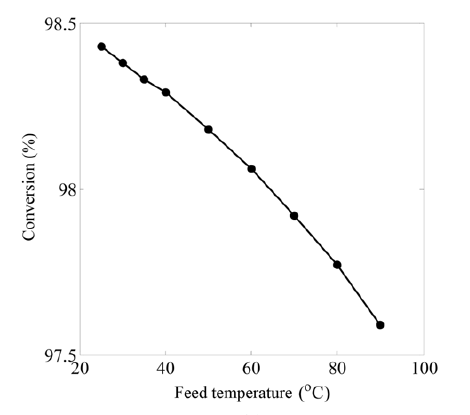 98.5
98
97.5
Conversion (%)
20 40 60 80 100
Feed temperature (°C)